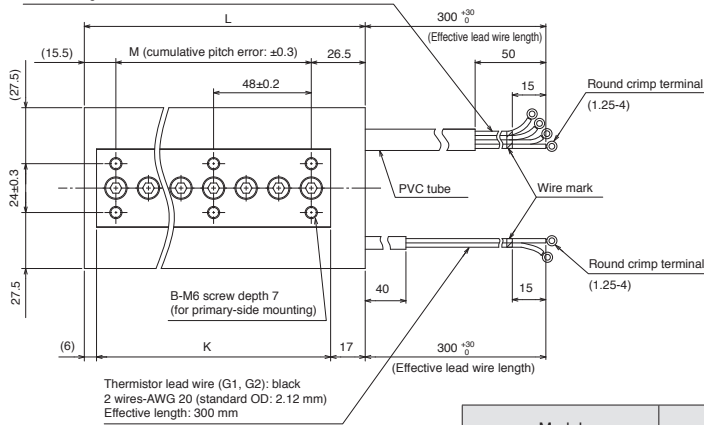 L
300 +30 0
(Effective lead wire length)
(15.5)
M (cumulative pitch error: ±0.3)
26.5
50
(27.5)
48±0.2
15
Round crimp terminal
(1.25-4)
24±0.3
PVC tube
Wire mark
27.5
B-M6 screw depth 7
(for primary-side mounting)
40
15
Round crimp terminal
(1.25-4)
(6)
K
17
300 +30 0
(Effective lead wire length)
Thermistor lead wire (G1, G2): black
2 wires-AWG 20 (standard OD: 2.12 mm)
Effective length: 300 mm